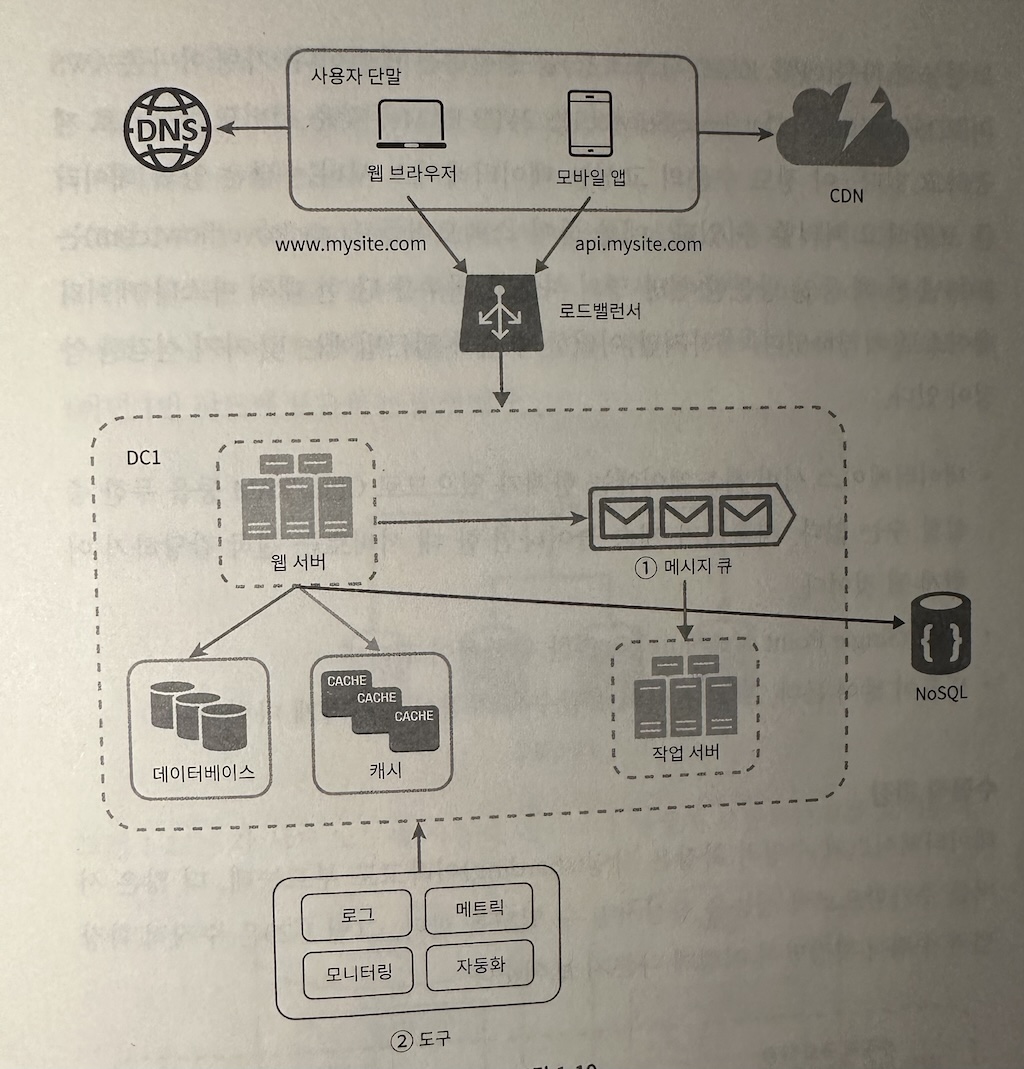 사용자 단말
DNS
웹 브라우저
모바일 앱
CDN
www.mysite.com
api.mysite.com
로드밸런서
DC1
웹 서버
① 메시지 큐
NoSQL
CACHE
CACHE
CACHE
데이터베이스
캐시
작업 서버
로그
메트릭
모니터링
자동화
② 도구